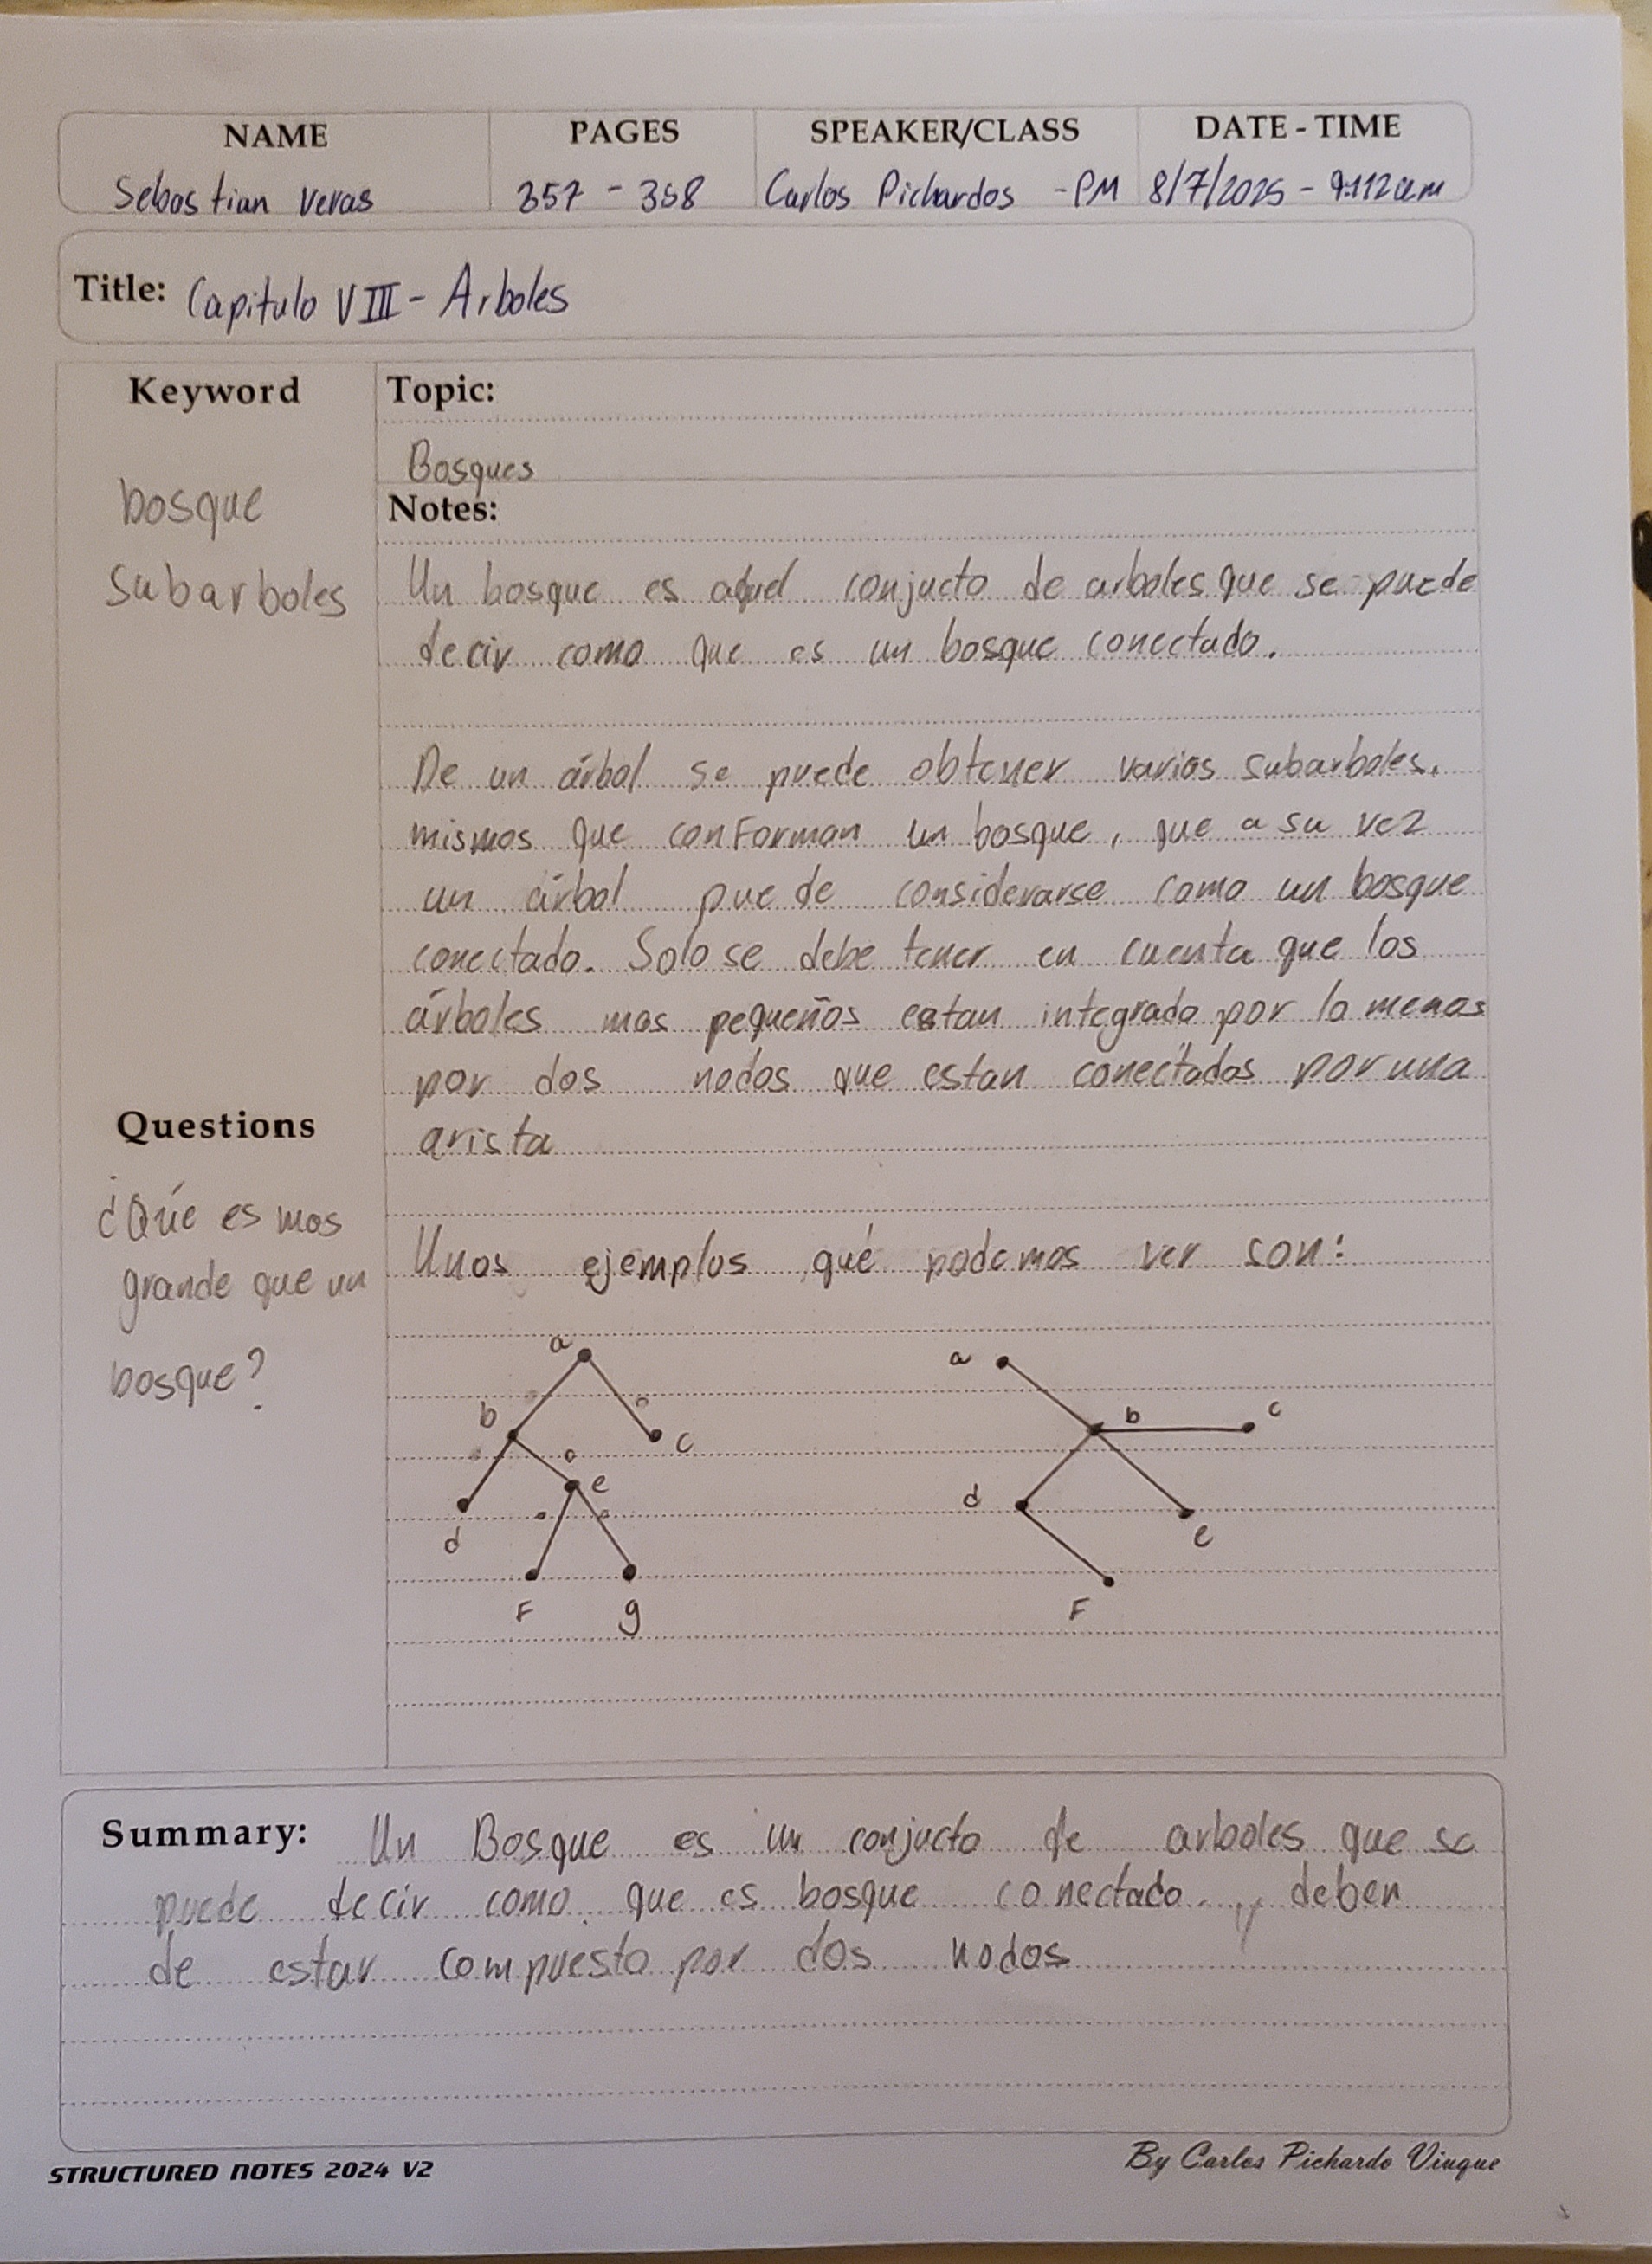 NAME PAGES SPEAKER/CLASS DATE - TIME
Sebastian Veras 357 - 358 Carlos Pichardos - PM 8/7/2025 - 9:112am
Title: Capitulo VIII - Arboles
Keyword
bosque
Subarboles
Topic:
Bosques
Notes:
Un bosque es aquel conjucto de arboles que se puede
decir como que es un bosque conectado.
De un árbol se puede obtener varios subarboles.
mismos que conForman un bosque, que a su vez
un árbol puede considerarse como un bosque
conectado. Solo se debe tener en cuenta que los
árboles mas pequeños estan integrado por lo menos
por dos nodos que estan conectados por una
arista
Questions
¿Qúe es mas
grande que un
bosque?
Unos ejemplos qué podemos ver son:
a
b
c
e
d
F g
a
b
c
d
e
F
Summary: Un Bosque es un conjucto de arboles que se
puede decir como que es bosque conectado. y deben
de estar compuesto por dos nodos
STRUCTURED NOTES 2024 V2
By Carlos Pichardo Viuque